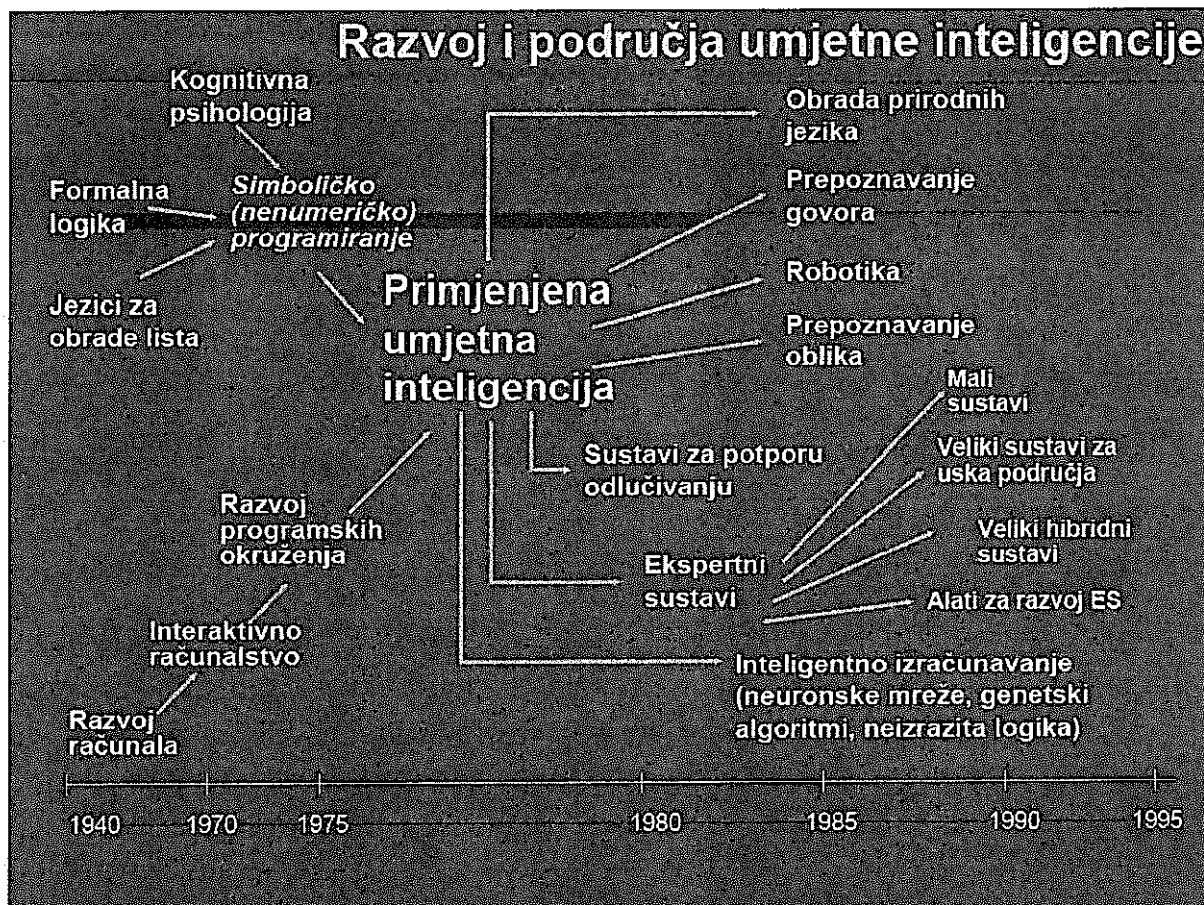 Razvoj i područja umjetne inteligencije
Kognitivna
psihologija
Formalna
logika
Simboličko
(nenumeričko)
programiranje
Jezici za
obrade lista
Primjenjena
umjetna
inteligencija
Obrada prirodnih
jezika
Prepoznavanje
govora
Robotika
Prepoznavanje
oblika
Mali
sustavi
Sustavi za potporu
odlučivanju
Veliki sustavi za
uska područja
Razvoj
programskih
okruženja
Veliki hibridni
sustavi
Ekspertni
sustavi
Alati za razvoj ES
Interaktivno
računalstvo
Inteligentno izračunavanje
(neuronske mreže, genetski
algoritmi, neizrazita logika)
Razvoj
računala
1940 1970 1975 1980 1985 1990 1995